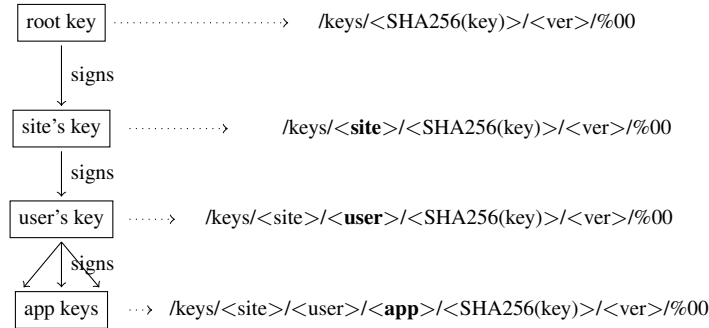 root key /keys/<SHA256(key)>/<ver>/%00
signs
site's key /keys/<site>/<SHA256(key)>/<ver>/%00
signs
user's key /keys/<site>/<user>/<SHA256(key)>/<ver>/%00
signs
app keys /keys/<site>/<user>/<app>/<SHA256(key)>/<ver>/%00